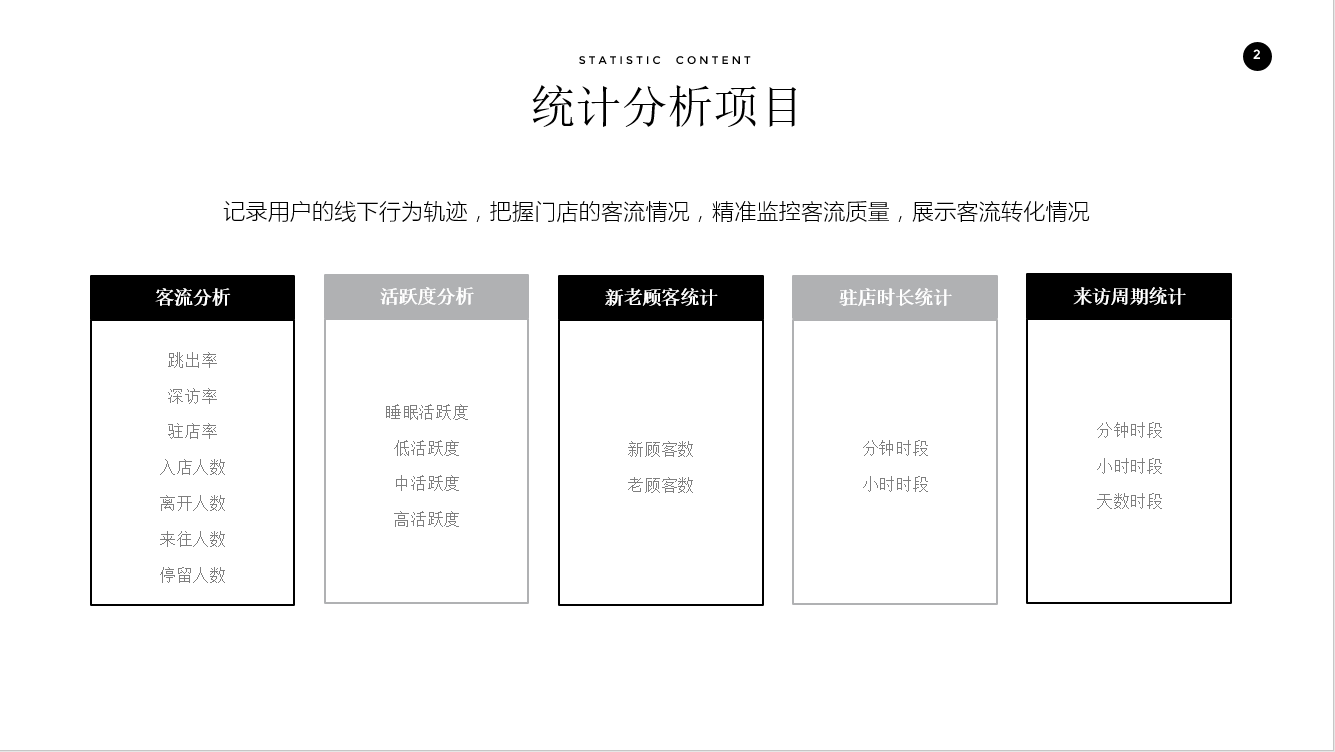 STATISTIC CONTENT
2
统计分析项目
记录用户的线下行为轨迹，把握门店的客流情况，精准监控客流质量，展示客流转化情况
客流分析
跳出率
深访率
驻店率
入店人数
离开人数
来往人数
停留人数
活跃度分析
睡眠活跃度
低活跃度
中活跃度
高活跃度
新老顾客统计
新顾客数
老顾客数
驻店时长统计
分钟时段
小时时段
来访周期统计
分钟时段
小时时段
天数时段